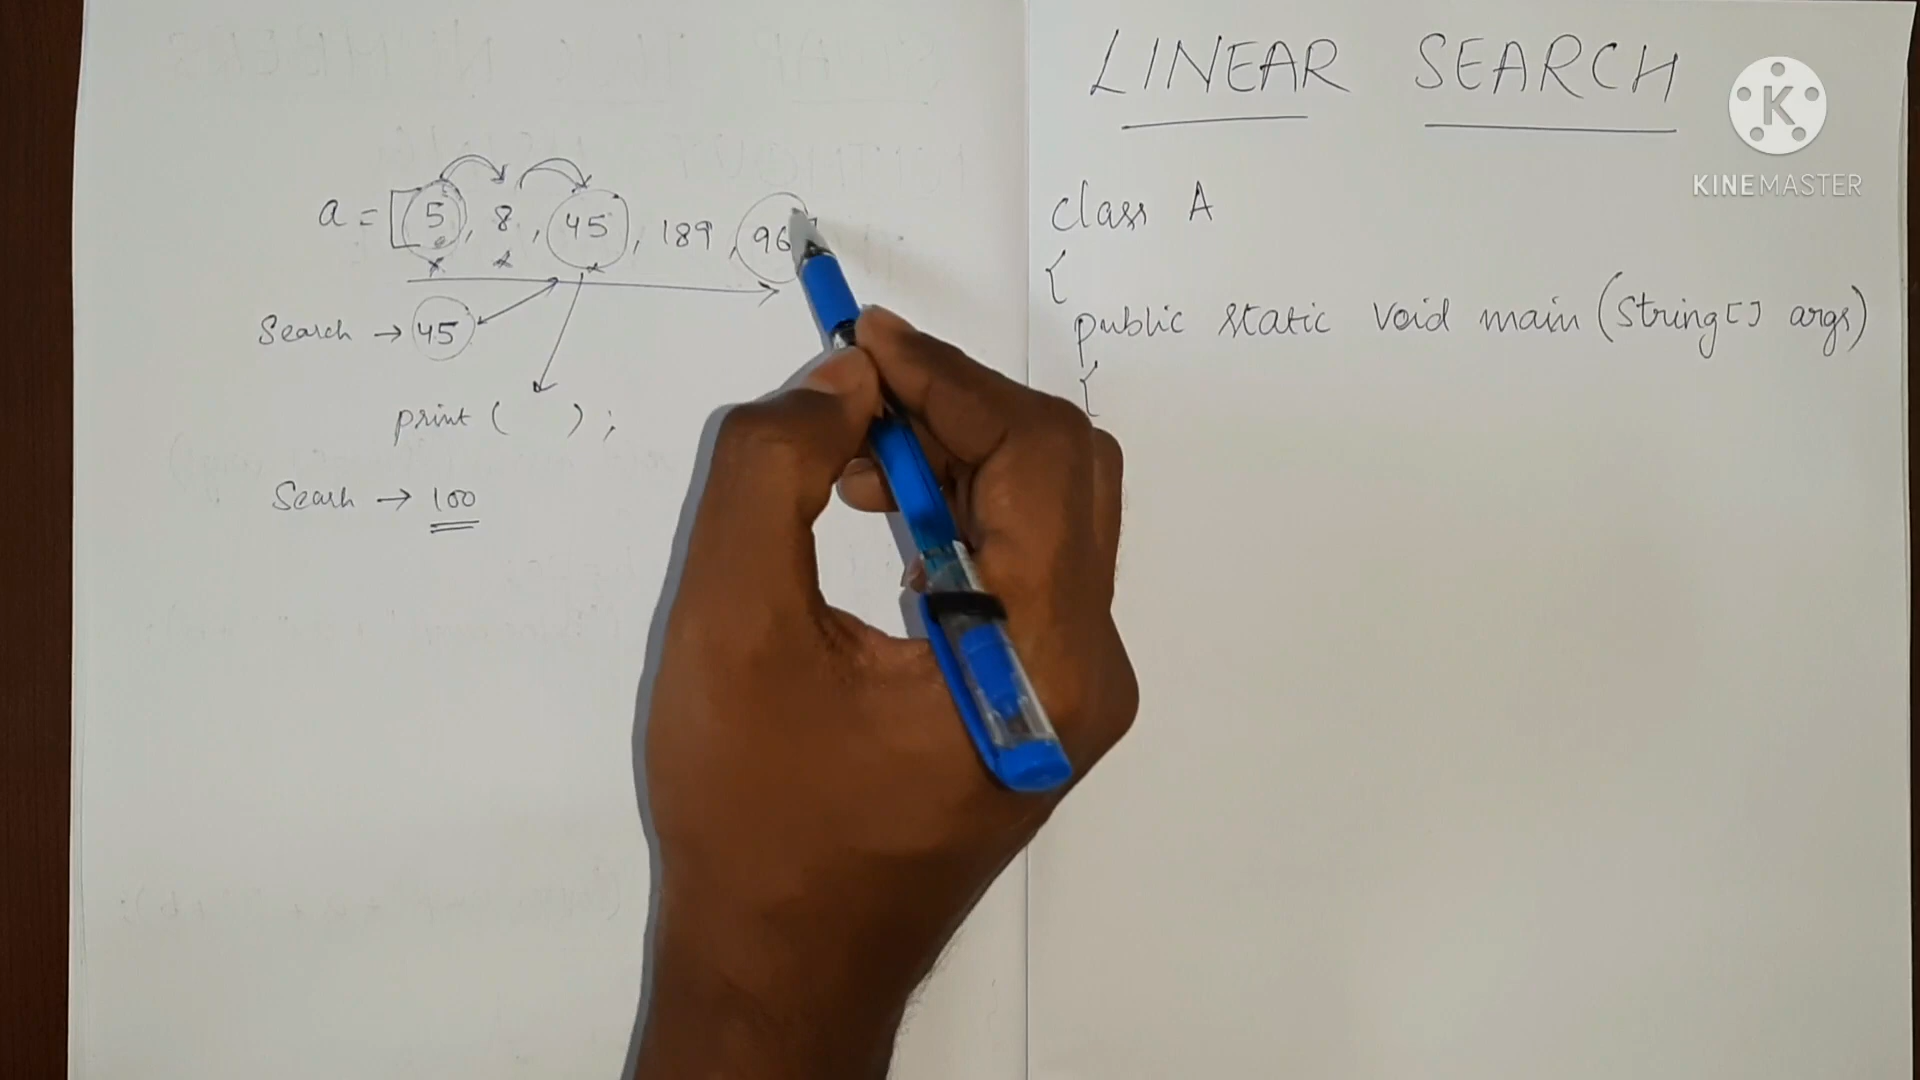 LINEAR SEARCH
KINEMASTER
a = [5, 8, 45, 189, 96]
Search → 45
print ( );
Search → 100
class A
{
public static void main (String[] args)
{